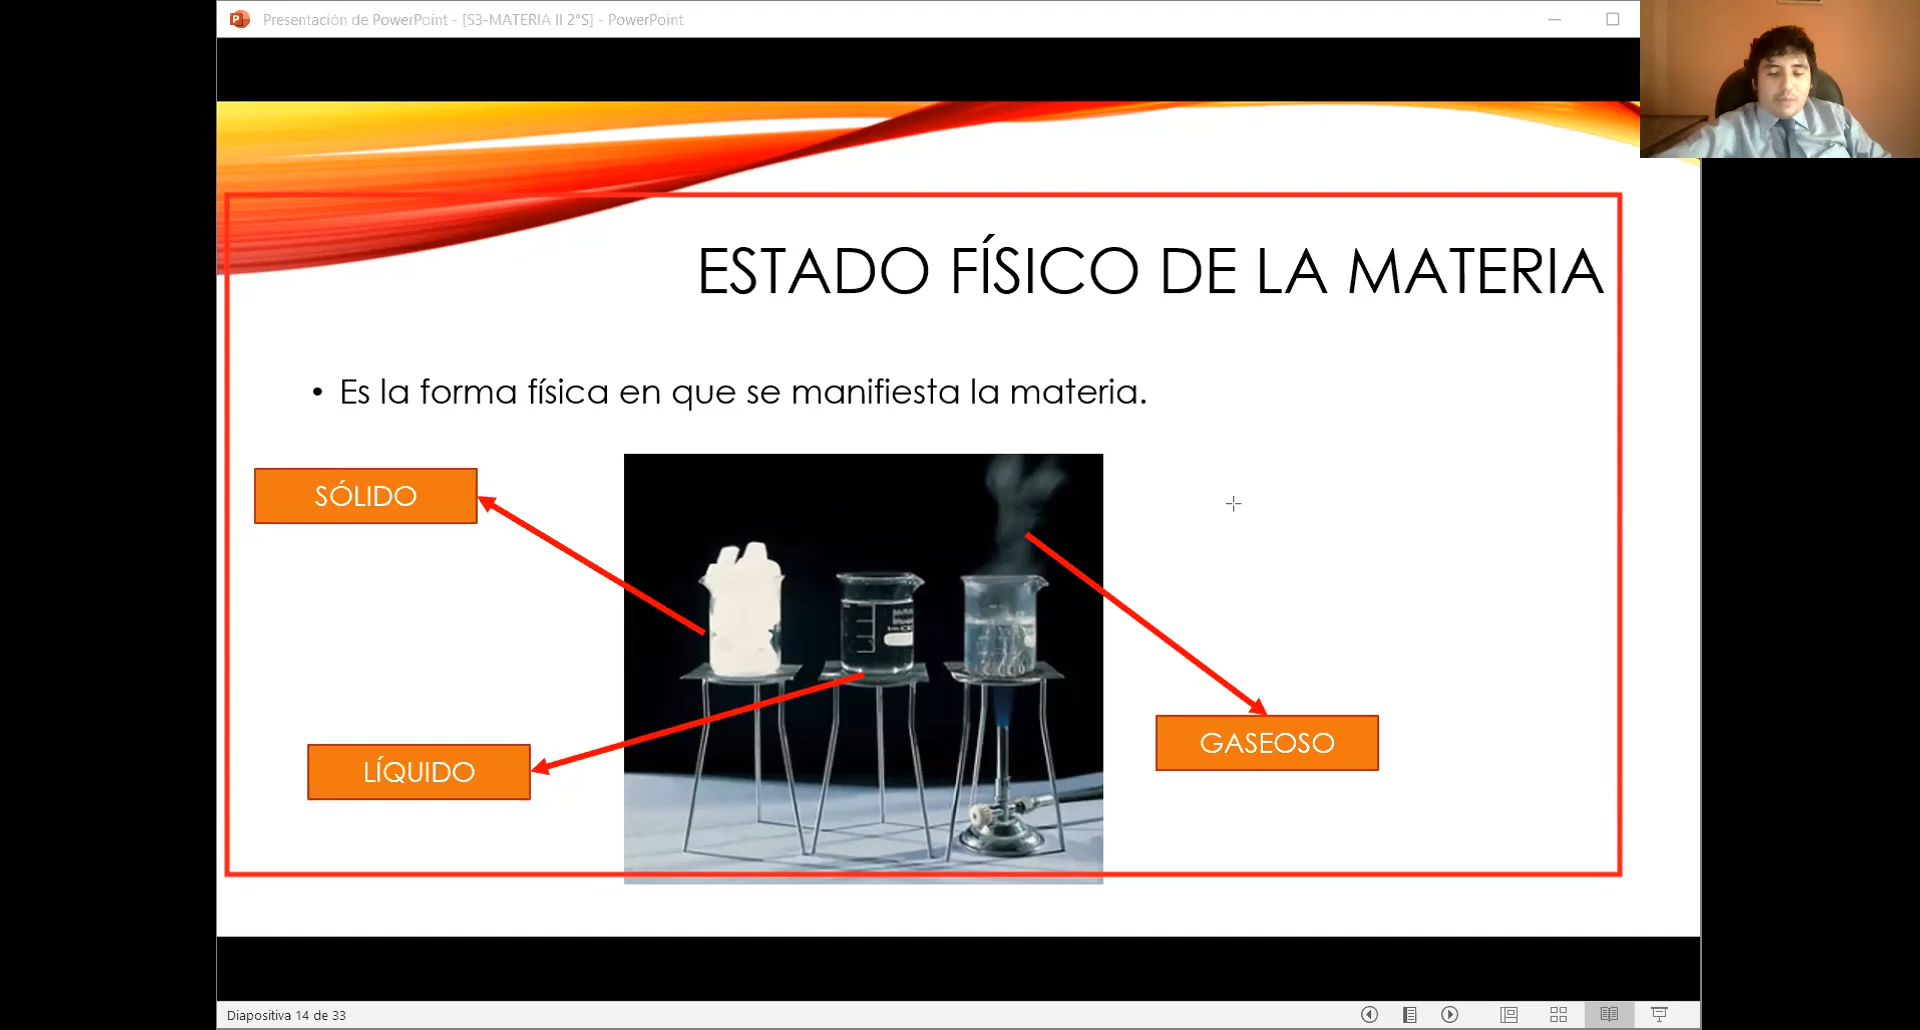 Presentación de PowerPoint - [S3-MATERIA II 2°S] - PowerPoint
ESTADO FÍSICO DE LA MATERIA
• Es la forma física en que se manifiesta la materia.
SÓLIDO
LÍQUIDO
GASEOSO
Diapositiva 14 de 33